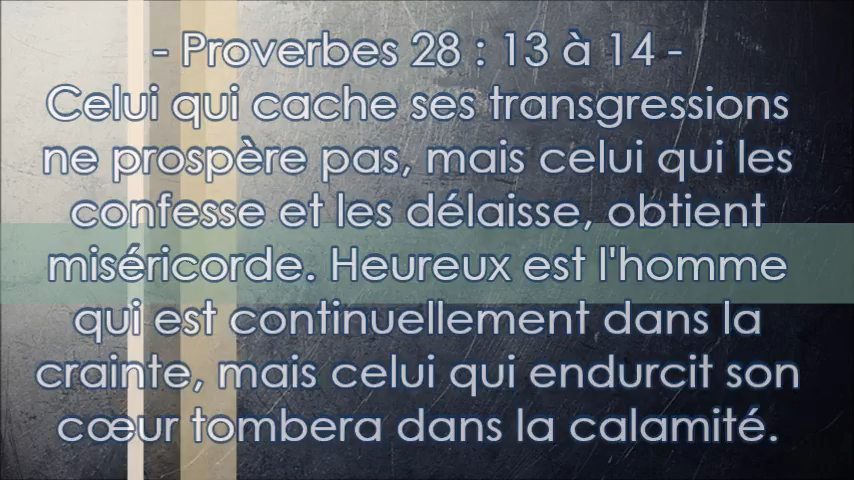 - Proverbes 28 : 13 à 14 -
Celui qui cache ses transgressions
ne prospère pas, mais celui qui les
confesse et les délaisse, obtient
miséricorde. Heureux est l'homme
qui est continuellement dans la
crainte, mais celui qui endurcit son
cœur tombera dans la calamité.